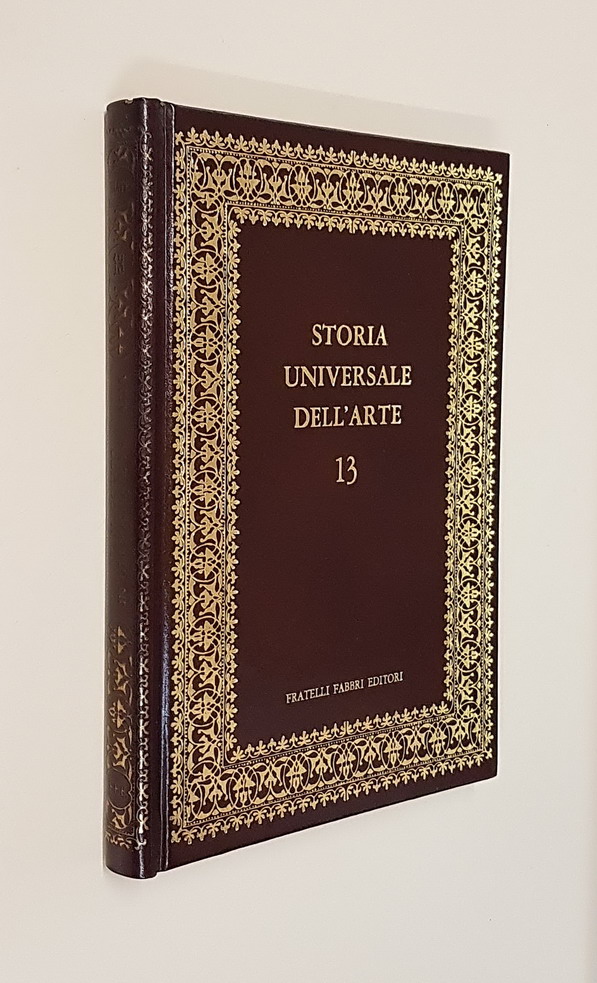 STORIA
UNIVERSALE
DELL'ARTE
13
FRATELLI FABBRI EDITORI